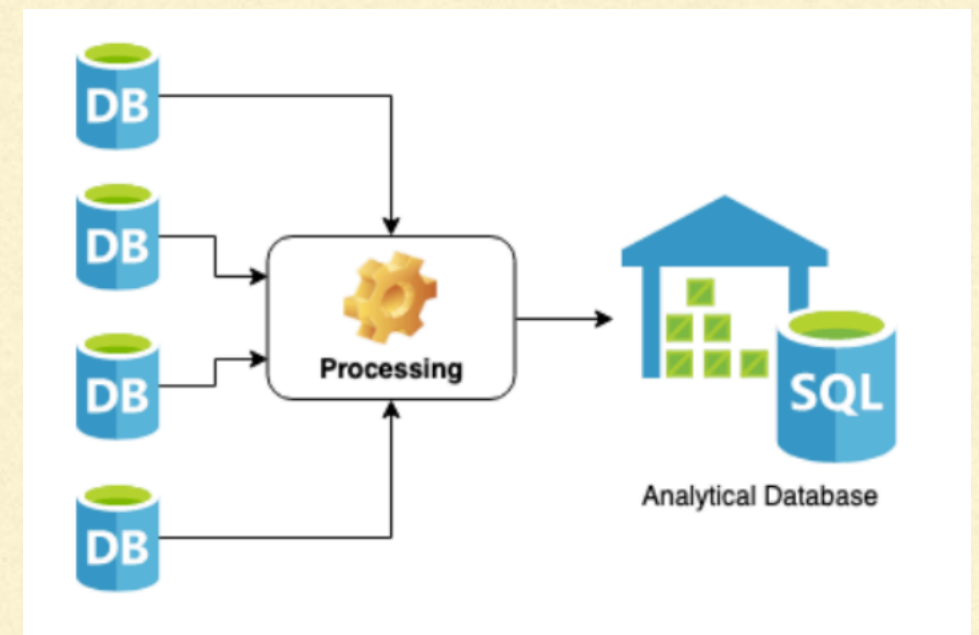 DB
DB
DB
DB
Processing
SQL
Analytical Database